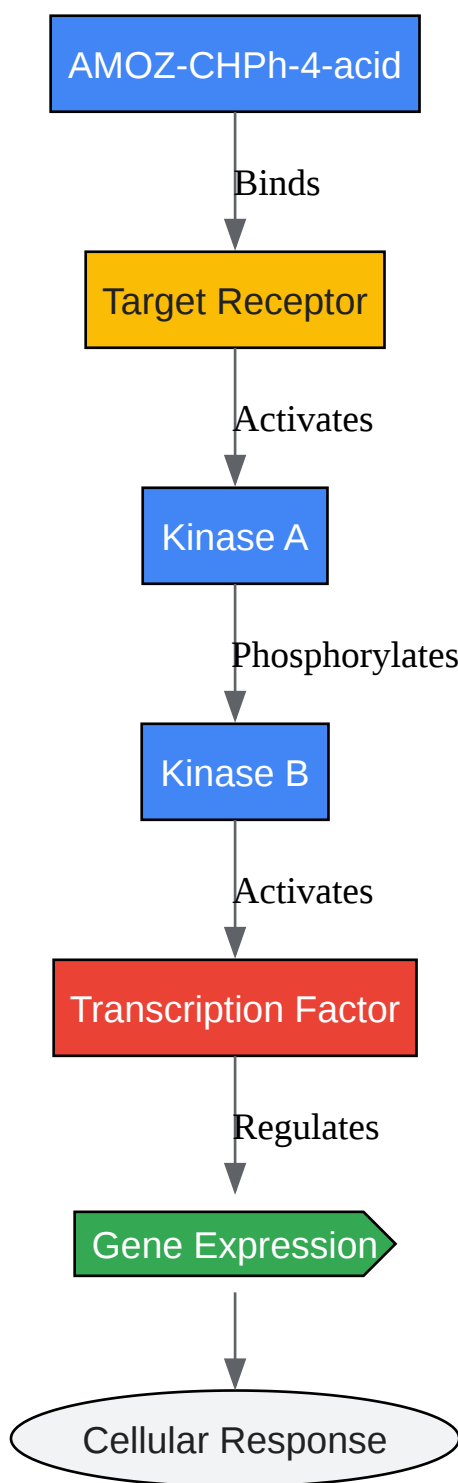 AMOZ-CHPh-4-acid
Binds
Target Receptor
Activates
Kinase A
Phosphorylates
Kinase B
Activates
Transcription Factor
Regulates
Gene Expression
Cellular Response